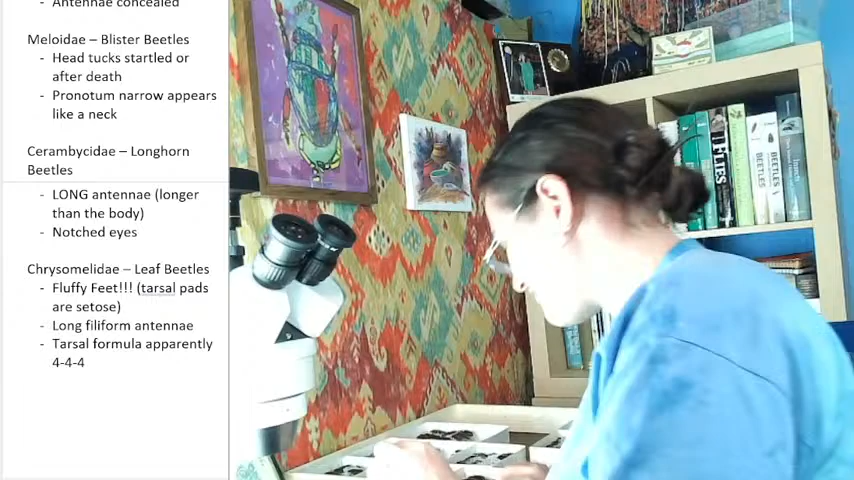 - Antennae concealed
Meloidae – Blister Beetles
- Head tucks startled or
after death
- Pronotum narrow appears
like a neck
Cerambycidae – Longhorn
Beetles
- LONG antennae (longer
than the body)
- Notched eyes
Chrysomelidae – Leaf Beetles
- Fluffy Feet!!! (tarsal pads
are setose)
- Long filiform antennae
- Tarsal formula apparently
4-4-4
FLIES
BEETLES
BEETLES